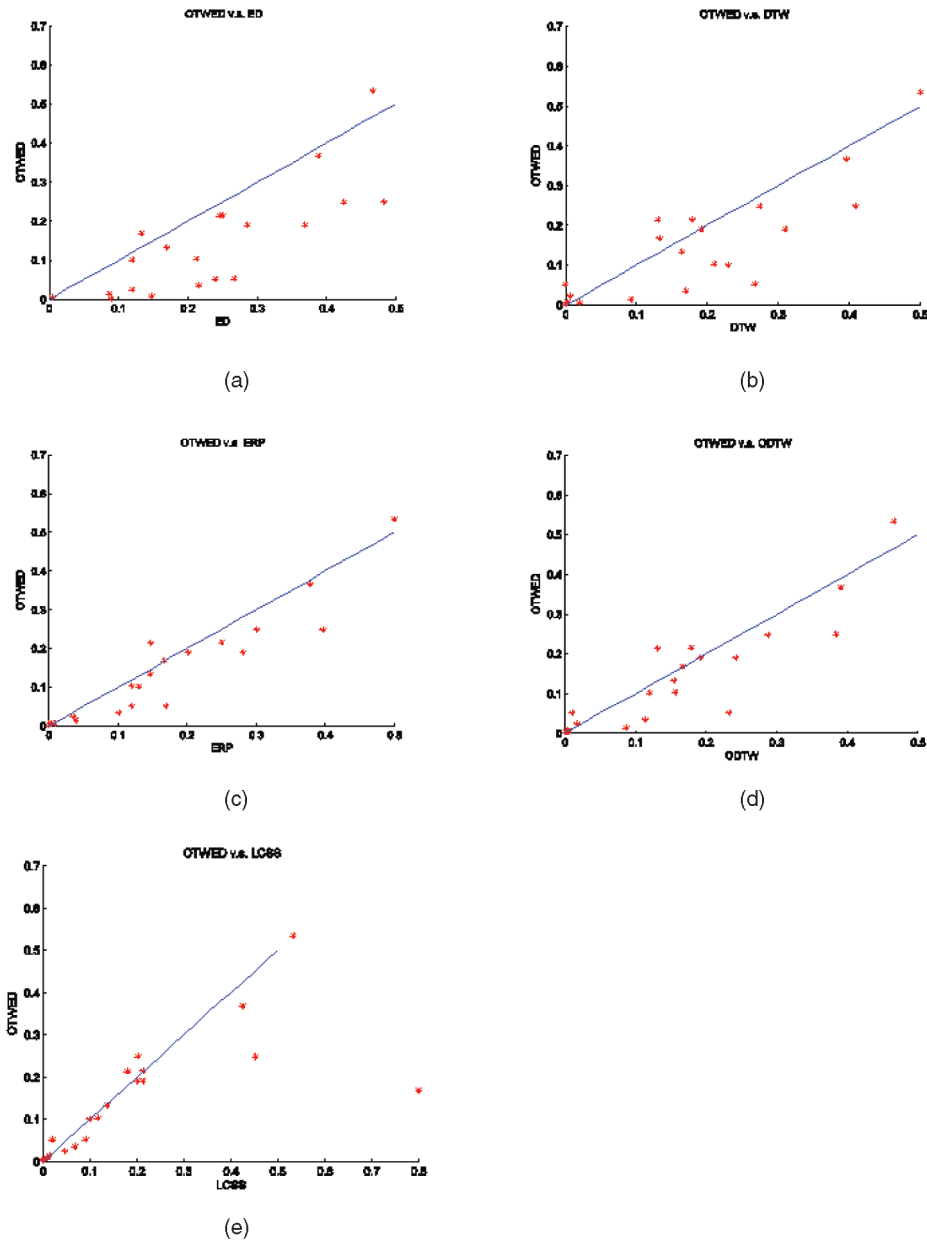 OTWED v.s. ED
0.7
0.6
0.5
0.4
0.3
0.2
0.1
0
OTWED
0 0.1 0.2 0.3 0.4 0.5
ED
(a)
OTWED v.s. DTW
0.7
0.6
0.5
0.4
0.3
0.2
0.1
0
OTWED
0 0.1 0.2 0.3 0.4 0.5
DTW
(b)
OTWED v.s. ERP
0.7
0.6
0.5
0.4
0.3
0.2
0.1
0
OTWED
0 0.1 0.2 0.3 0.4 0.5
ERP
(c)
OTWED v.s. ODTW
0.7
0.6
0.5
0.4
0.3
0.2
0.1
0
OTWED
0 0.1 0.2 0.3 0.4 0.5
ODTW
(d)
OTWED v.s. LCSS
0.7
0.6
0.5
0.4
0.3
0.2
0.1
0
OTWED
0 0.1 0.2 0.3 0.4 0.5 0.6 0.7 0.8
LCSS
(e)